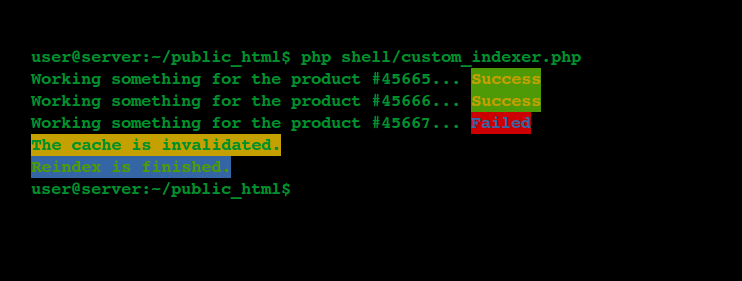 user@server:~/public_html$ php shell/custom_indexer.php
Working something for the product #45665... Success
Working something for the product #45666... Success
Working something for the product #45667... Failed
The cache is invalidated.
Reindex is finished.
user@server:~/public_html$